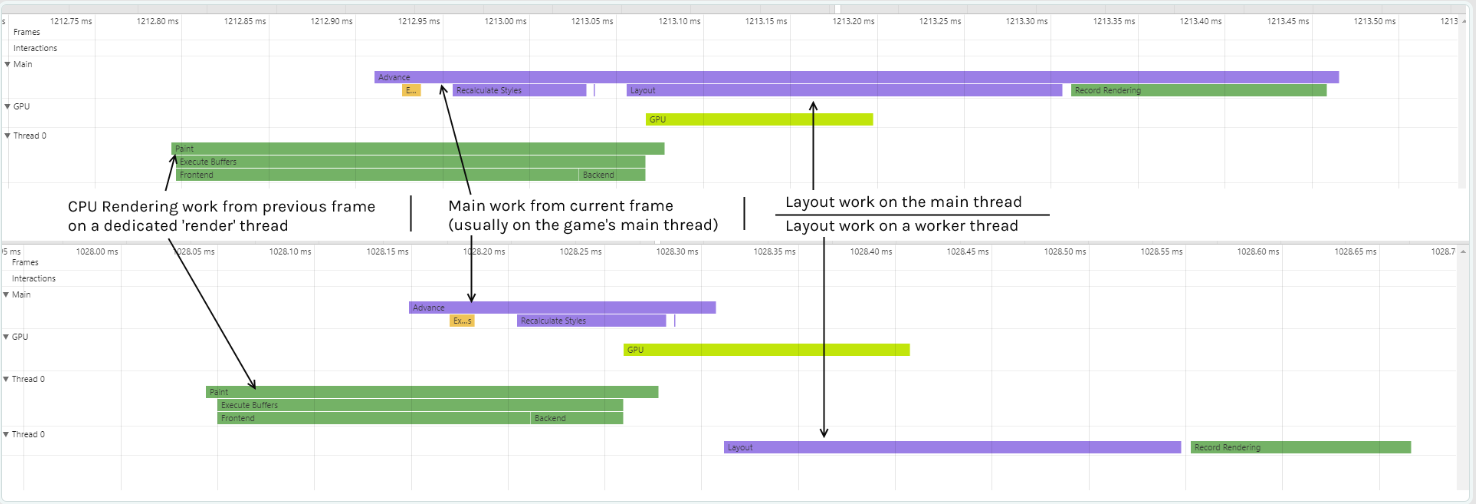 s 1212.75 ms 1212.80 ms 1212.85 ms 1212.90 ms 1212.95 ms 1213.00 ms 1213.05 ms 1213.10 ms 1213.15 ms 1213.20 ms 1213.25 ms 1213.30 ms 1213.35 ms 1213.40 ms 1213.45 ms 1213.50 ms 1213.
Frames
Interactions
Main
Advance
E... Recalculate Styles Layout Record Rendering
GPU
GPU
Thread 0
Paint
Execute Buffers
Frontend Backend
CPU Rendering work from previous frame
on a dedicated 'render' thread
Main work from current frame
(usually on the game's main thread)
Layout work on the main thread
Layout work on a worker thread
95 ms 1028.00 ms 1028.05 ms 1028.10 ms 1028.15 ms 1028.20 ms 1028.25 ms 1028.30 ms 1028.35 ms 1028.40 ms 1028.45 ms 1028.50 ms 1028.55 ms 1028.60 ms 1028.65 ms 1028.7
Frames
Interactions
Main
Advance
Ex...s Recalculate Styles
GPU
GPU
Thread 0
Paint
Execute Buffers
Frontend Backend
Thread 0
Layout Record Rendering